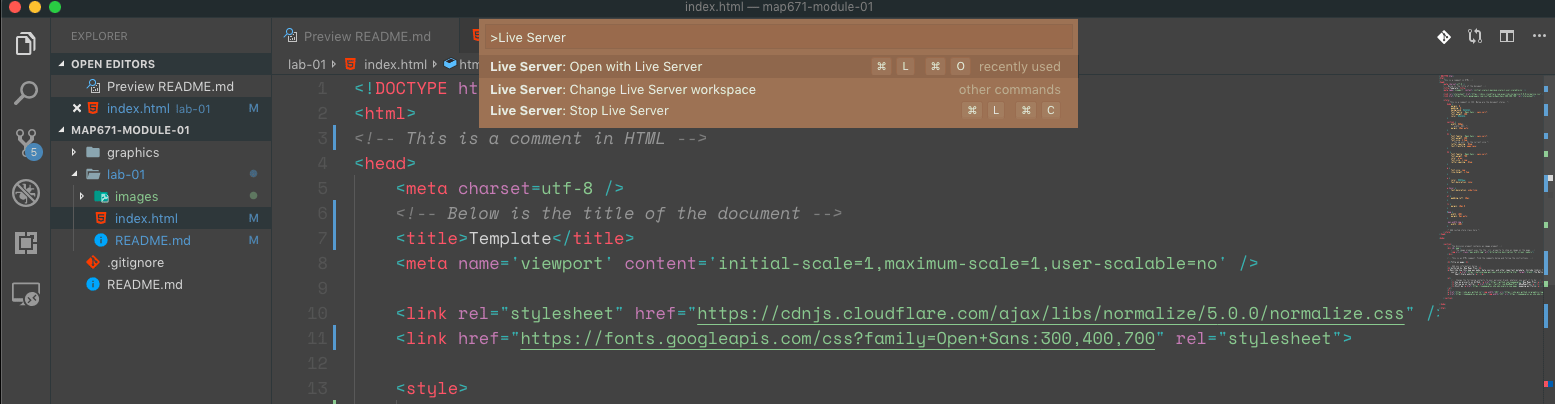 index.html — map671-module-01
EXPLORER
OPEN EDITORS
Preview README.md
index.html lab-01 M
MAP671-MODULE-01
graphics
lab-01
images
index.html M
README.md M
.gitignore
README.md
5
Preview README.md
>Live Server
Live Server: Open with Live Server ⌘ L ⌘ O recently used
Live Server: Change Live Server workspace other commands
Live Server: Stop Live Server ⌘ L ⌘ C
lab-01 > index.html > htm
1 <!DOCTYPE ht
2 <html>
3 <!-- This is a comment in HTML -->
4 <head>
5 <meta charset=utf-8 />
6 <!-- Below is the title of the document -->
7 <title>Template</title>
8 <meta name='viewport' content='initial-scale=1,maximum-scale=1,user-scalable=no' />
9
10 <link rel="stylesheet" href="https://cdnjs.cloudflare.com/ajax/libs/normalize/5.0.0/normalize.css" />
11 <link href="https://fonts.googleapis.com/css?family=Open+Sans:300,400,700" rel="stylesheet">
12
13 <style>